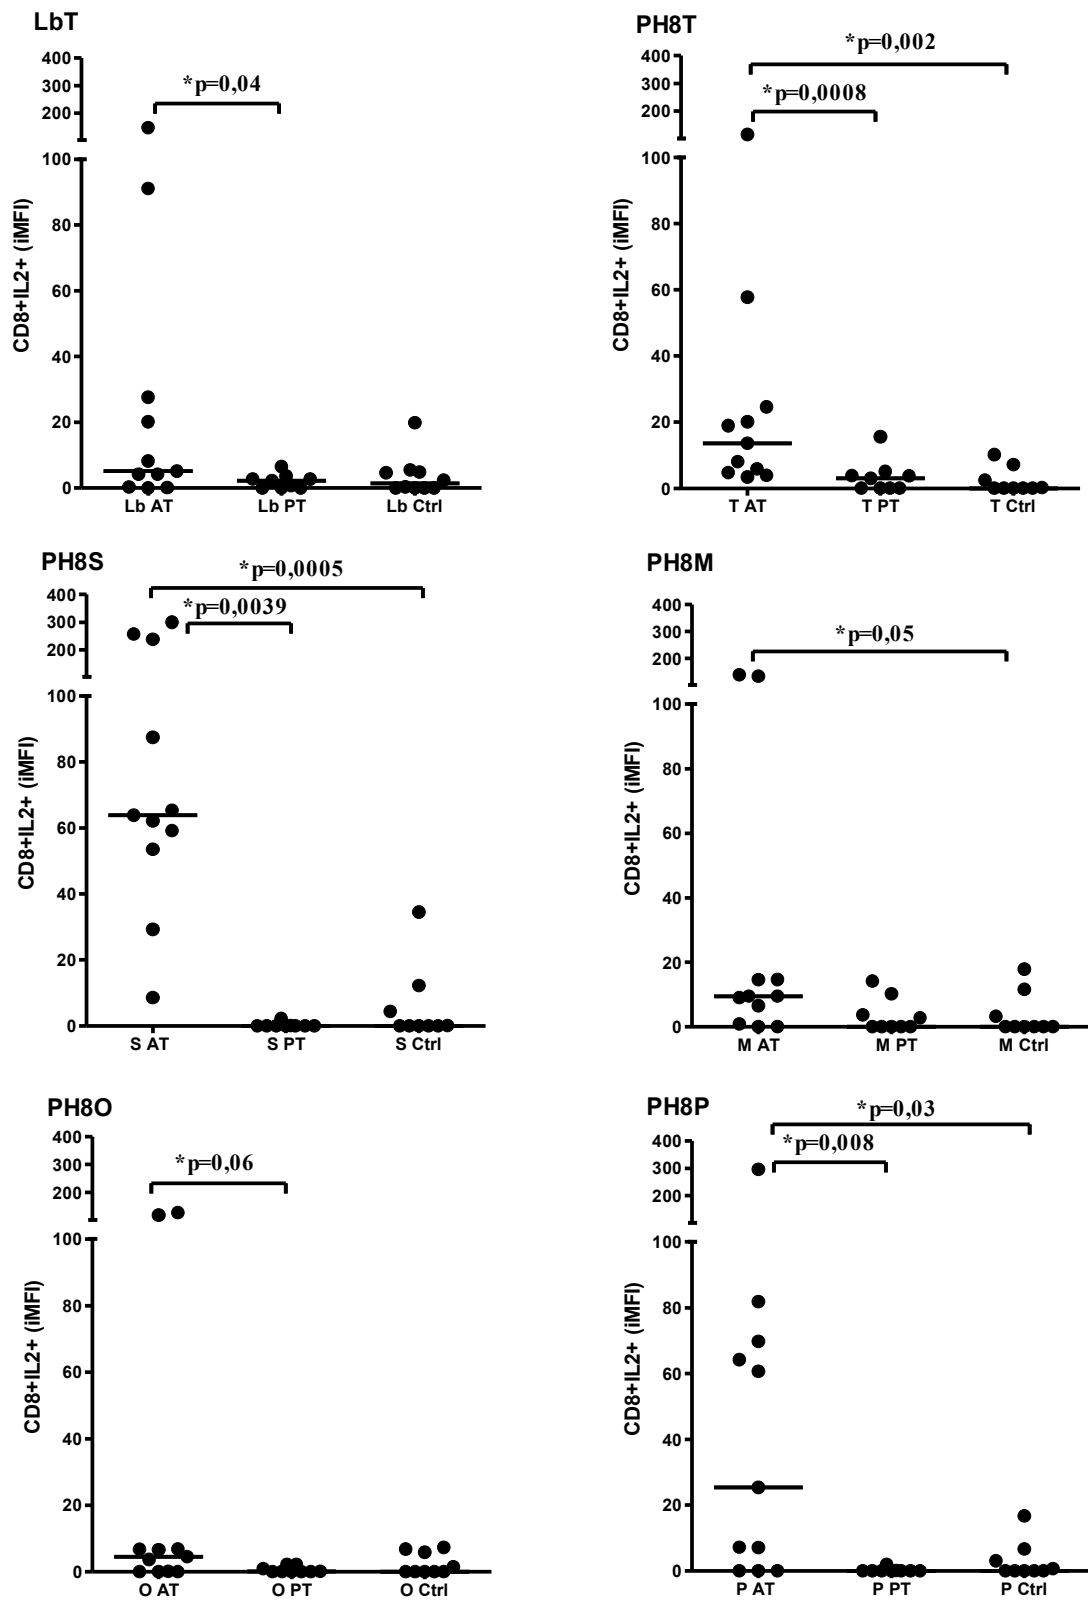 LbT
*p=0,04
400
300
200
100
80
60
40
20
0
CD8+IL2+ (iMFI)
Lb AT Lb PT Lb Ctrl
PH8T
*p=0,002
*p=0,0008
400
300
200
100
80
60
40
20
0
CD8+IL2+ (iMFI)
T AT T PT T Ctrl
PH8S
*p=0,0005
*p=0,0039
400
300
200
100
80
60
40
20
0
CD8+IL2+ (iMFI)
S AT S PT S Ctrl
PH8M
*p=0,05
400
300
200
100
80
60
40
20
0
CD8+IL2+ (iMFI)
M AT M PT M Ctrl
PH8O
*p=0,06
400
300
200
100
80
60
40
20
0
CD8+IL2+ (iMFI)
O AT O PT O Ctrl
PH8P
*p=0,03
*p=0,008
400
300
200
100
80
60
40
20
0
CD8+IL2+ (iMFI)
P AT P PT P Ctrl